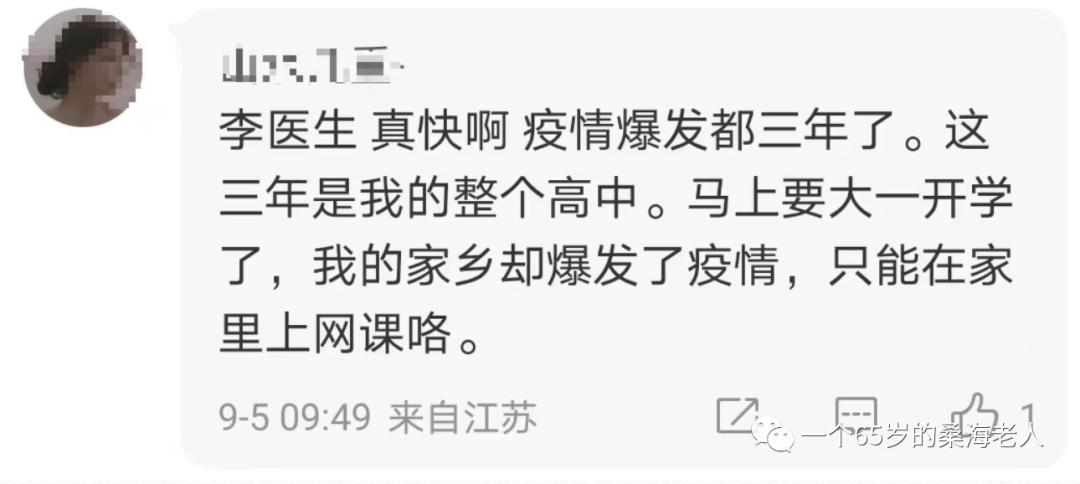 李医生 真快啊 疫情爆发都三年了。这
三年是我的整个高中。马上要大一开学
了，我的家乡却爆发了疫情，只能在家
里上网课咯。
9-5 09:49 来自江苏
1
一个65岁的桑海老人